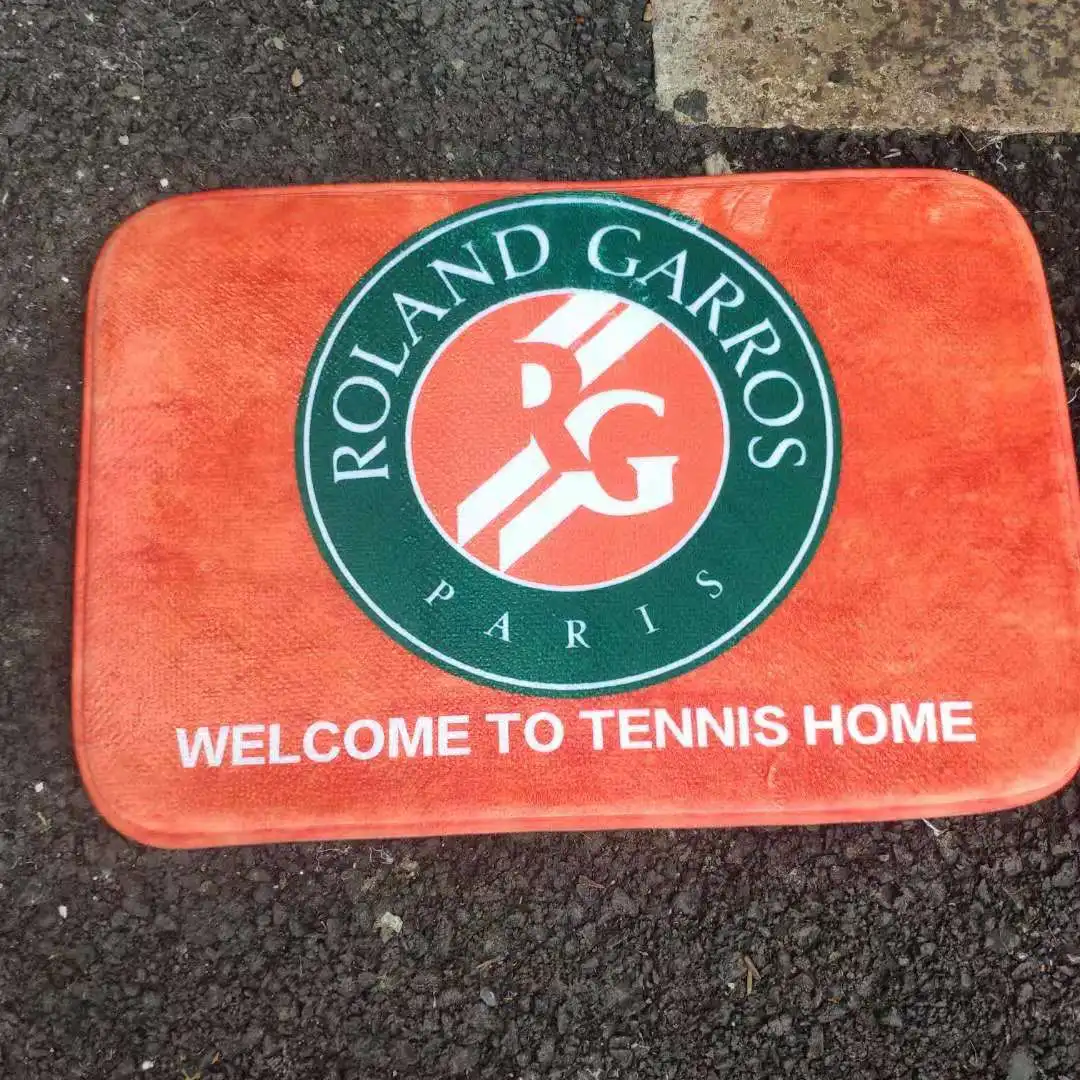 ROLAND GARROS
RG
PARIS
WELCOME TO TENNIS HOME